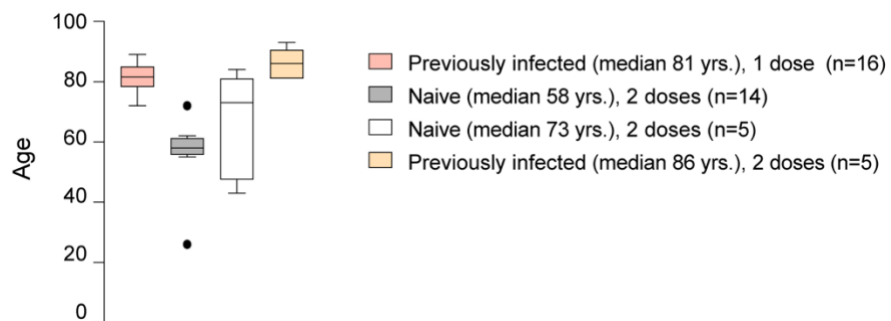 100
80
60
40
20
0
Age
Previously infected (median 81 yrs.), 1 dose (n=16)
Naive (median 58 yrs.), 2 doses (n=14)
Naive (median 73 yrs.), 2 doses (n=5)
Previously infected (median 86 yrs.), 2 doses (n=5)